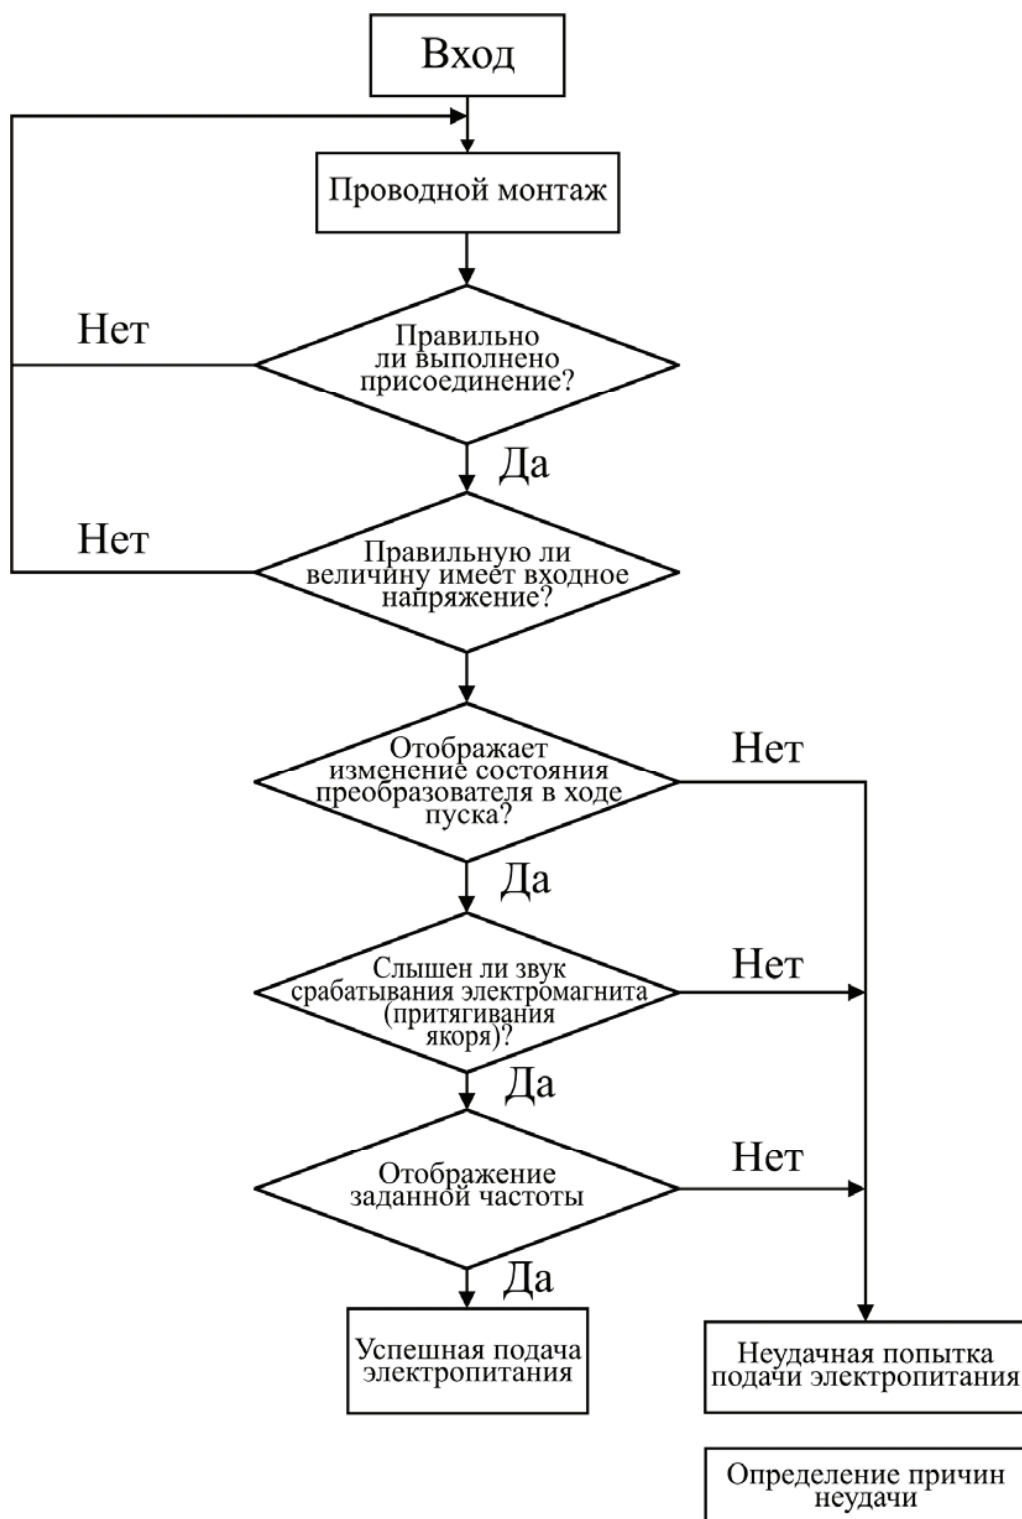 Вход
Проводной монтаж
Нет
Правильно
ли выполнено
присоединение?
Да
Нет
Правильную ли
величину имеет входное
напряжение?
Отображает
изменение состояния
преобразователя в ходе
пуска?
Нет
Да
Слышен ли звук
срабатывания электромагнита
(притягивания
якоря)?
Нет
Да
Отображение
заданной частоты
Нет
Да
Успешная подача
электропитания
Неудачная попытка
подачи электропитания
Определение причин
неудачи